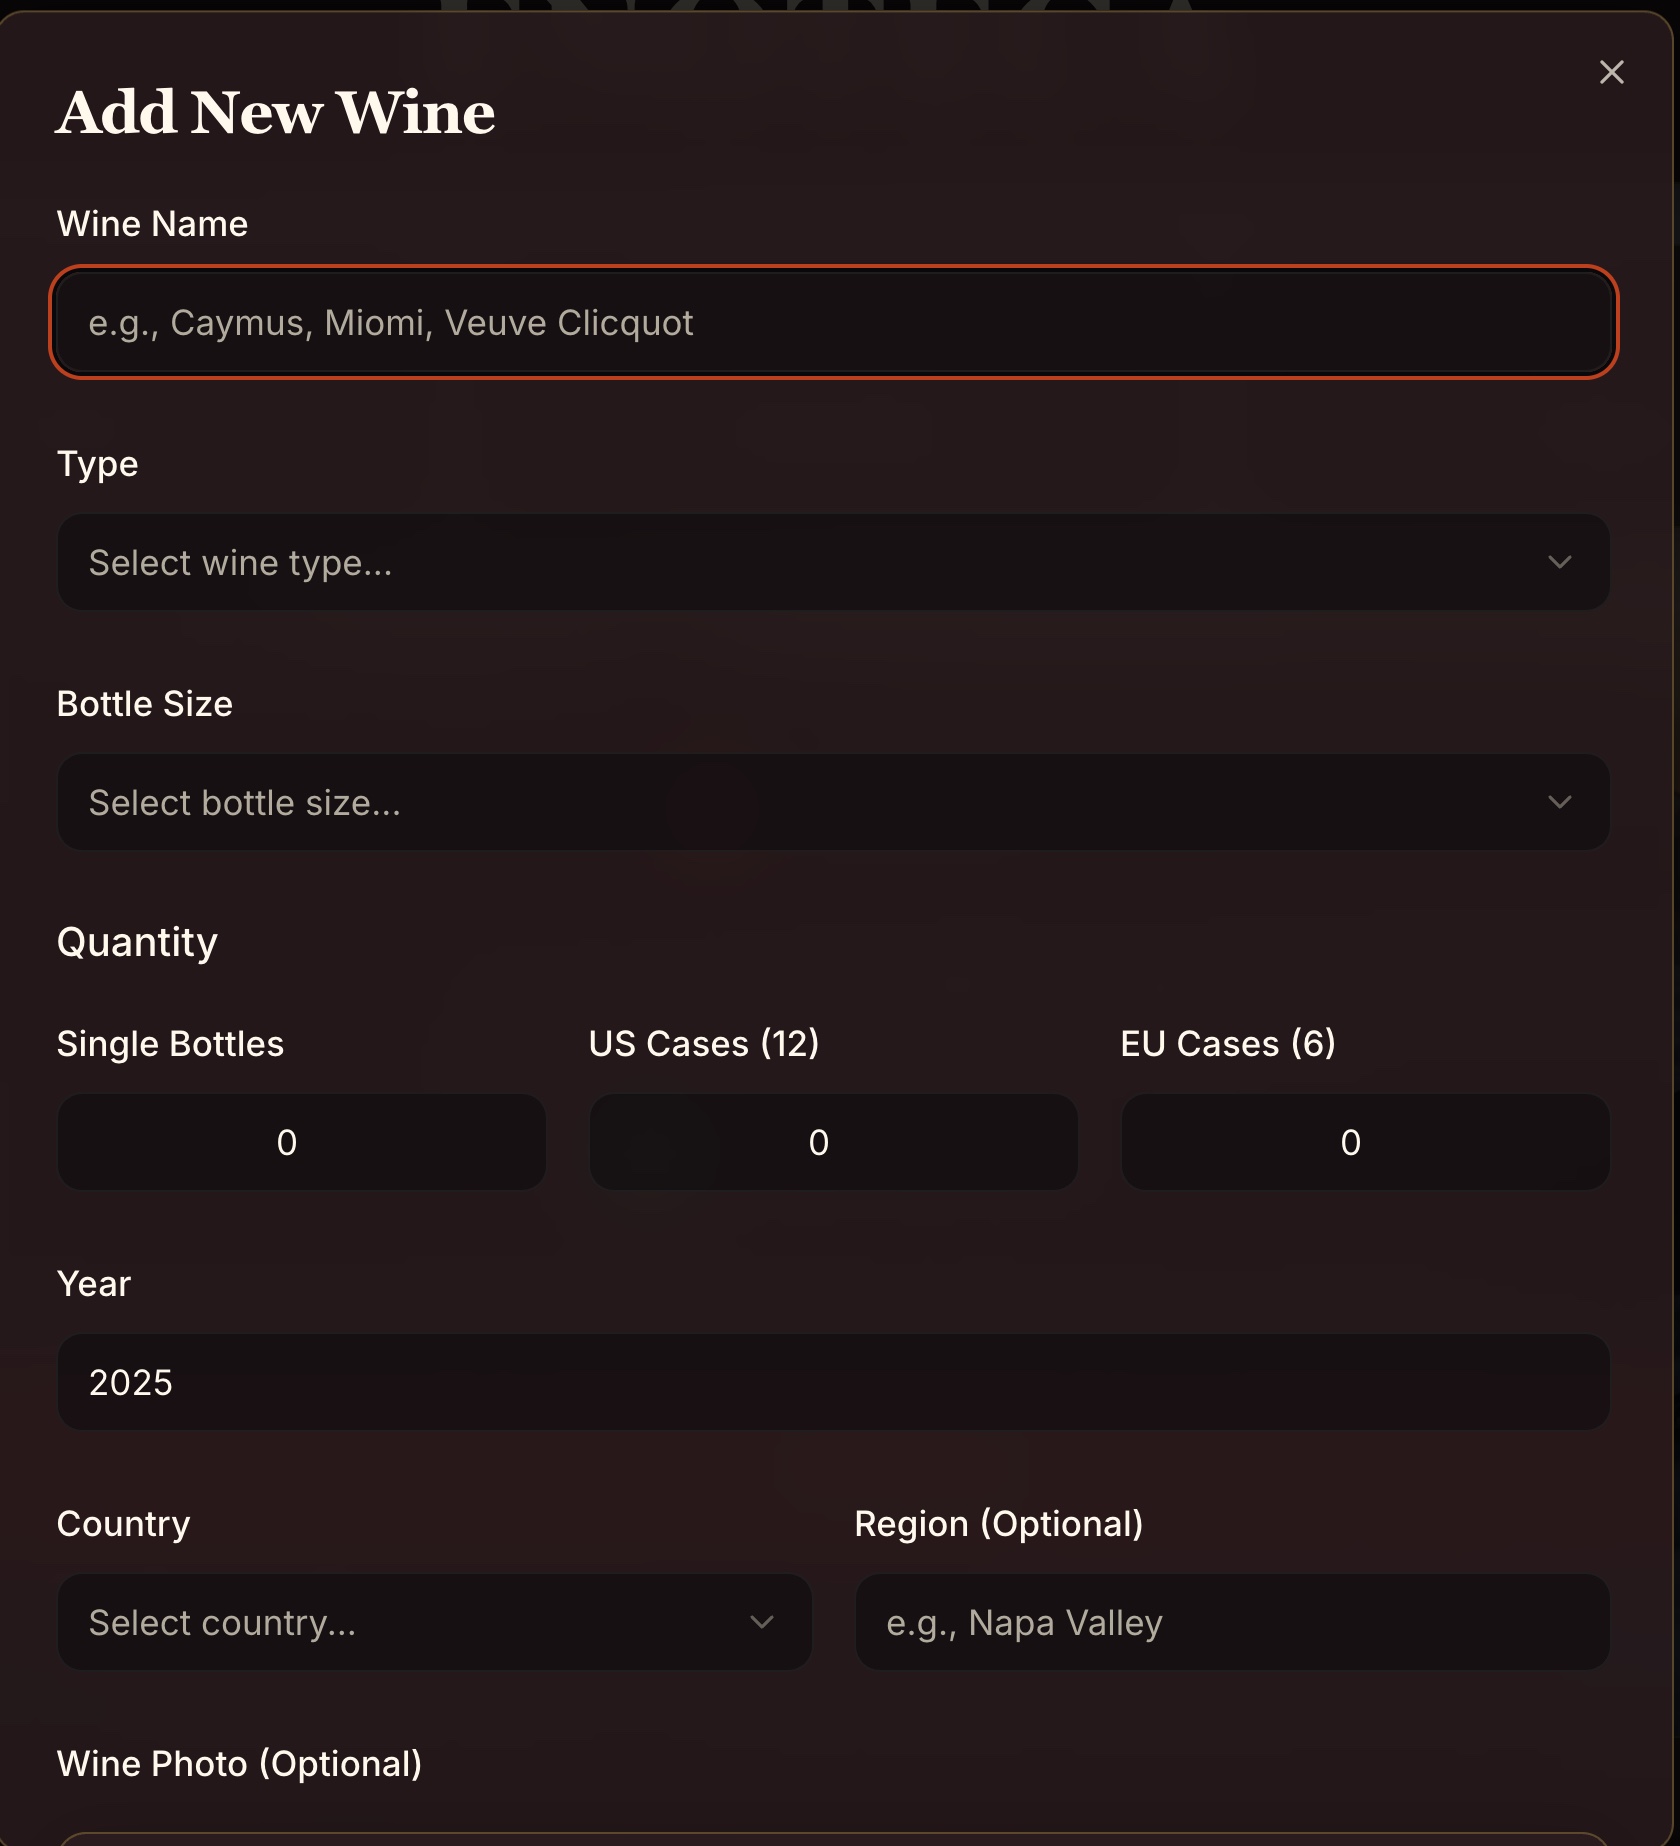 Add New Wine
Wine Name
e.g., Caymus, Miomi, Veuve Clicquot
Type
Select wine type...
Bottle Size
Select bottle size...
Quantity
Single Bottles
US Cases (12)
EU Cases (6)
0
0
0
Year
2025
Country
Region (Optional)
Select country...
e.g., Napa Valley
Wine Photo (Optional)